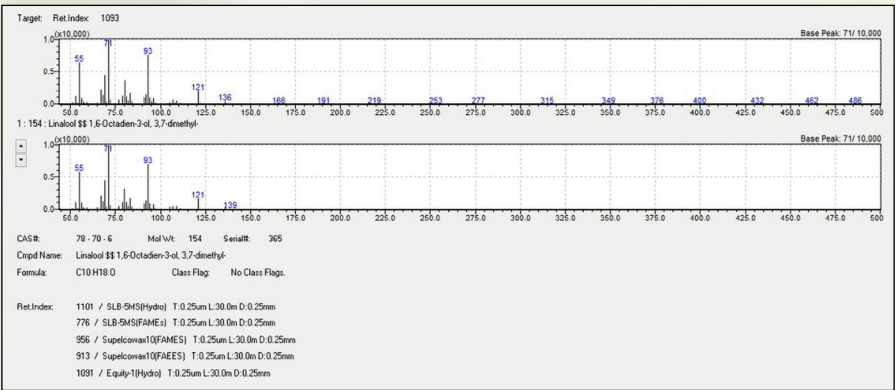 Target: Ret.Index: 1093
(x10,000) Base Peak: 71/ 10,000
1.0
71
93
55
0.5
121
136 166 191 219 253 277 315 349 376 400 432 462 486
0.0
50.0 75.0 100.0 125.0 150.0 175.0 200.0 225.0 250.0 275.0 300.0 325.0 350.0 375.0 400.0 425.0 450.0 475.0 500
1 : 154 : Linalool $$ 1,6-Octadien-3-ol, 3,7-dimethyl-
(x10,000) Base Peak: 71/ 10,000
1.0
71
93
55
0.5
121
139
0.0
50.0 75.0 100.0 125.0 150.0 175.0 200.0 225.0 250.0 275.0 300.0 325.0 350.0 375.0 400.0 425.0 450.0 475.0 500
CAS#: 78 - 70 - 6 Mol Wt: 154 Serial#: 365
Cmpd Name: Linalool $$ 1,6-Octadien-3-ol, 3,7-dimethyl-
Formula: C10 H18 O Class Flag: No Class Flags.
Ret.Index: 1101 / SLB-5MS(Hydro) T:0.25um L:30.0m D:0.25mm
776 / SLB-5MS(FAMEs) T:0.25um L:30.0m D:0.25mm
956 / Supelcowax10(FAMES) T:0.25um L:30.0m D:0.25mm
913 / Supelcowax10(FAEES) T:0.25um L:30.0m D:0.25mm
1091 / Equity-1(Hydro) T:0.25um L:30.0m D:0.25mm